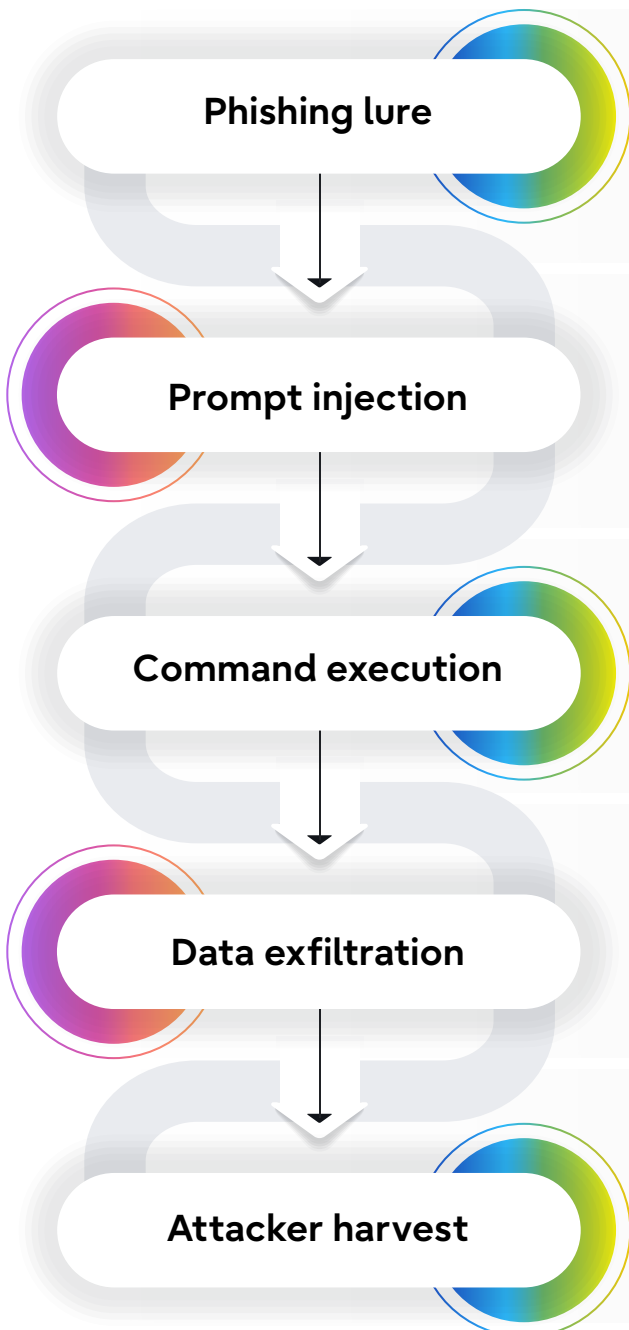 Phishing lure
Prompt injection
Command execution
Data exfiltration
Attacker harvest